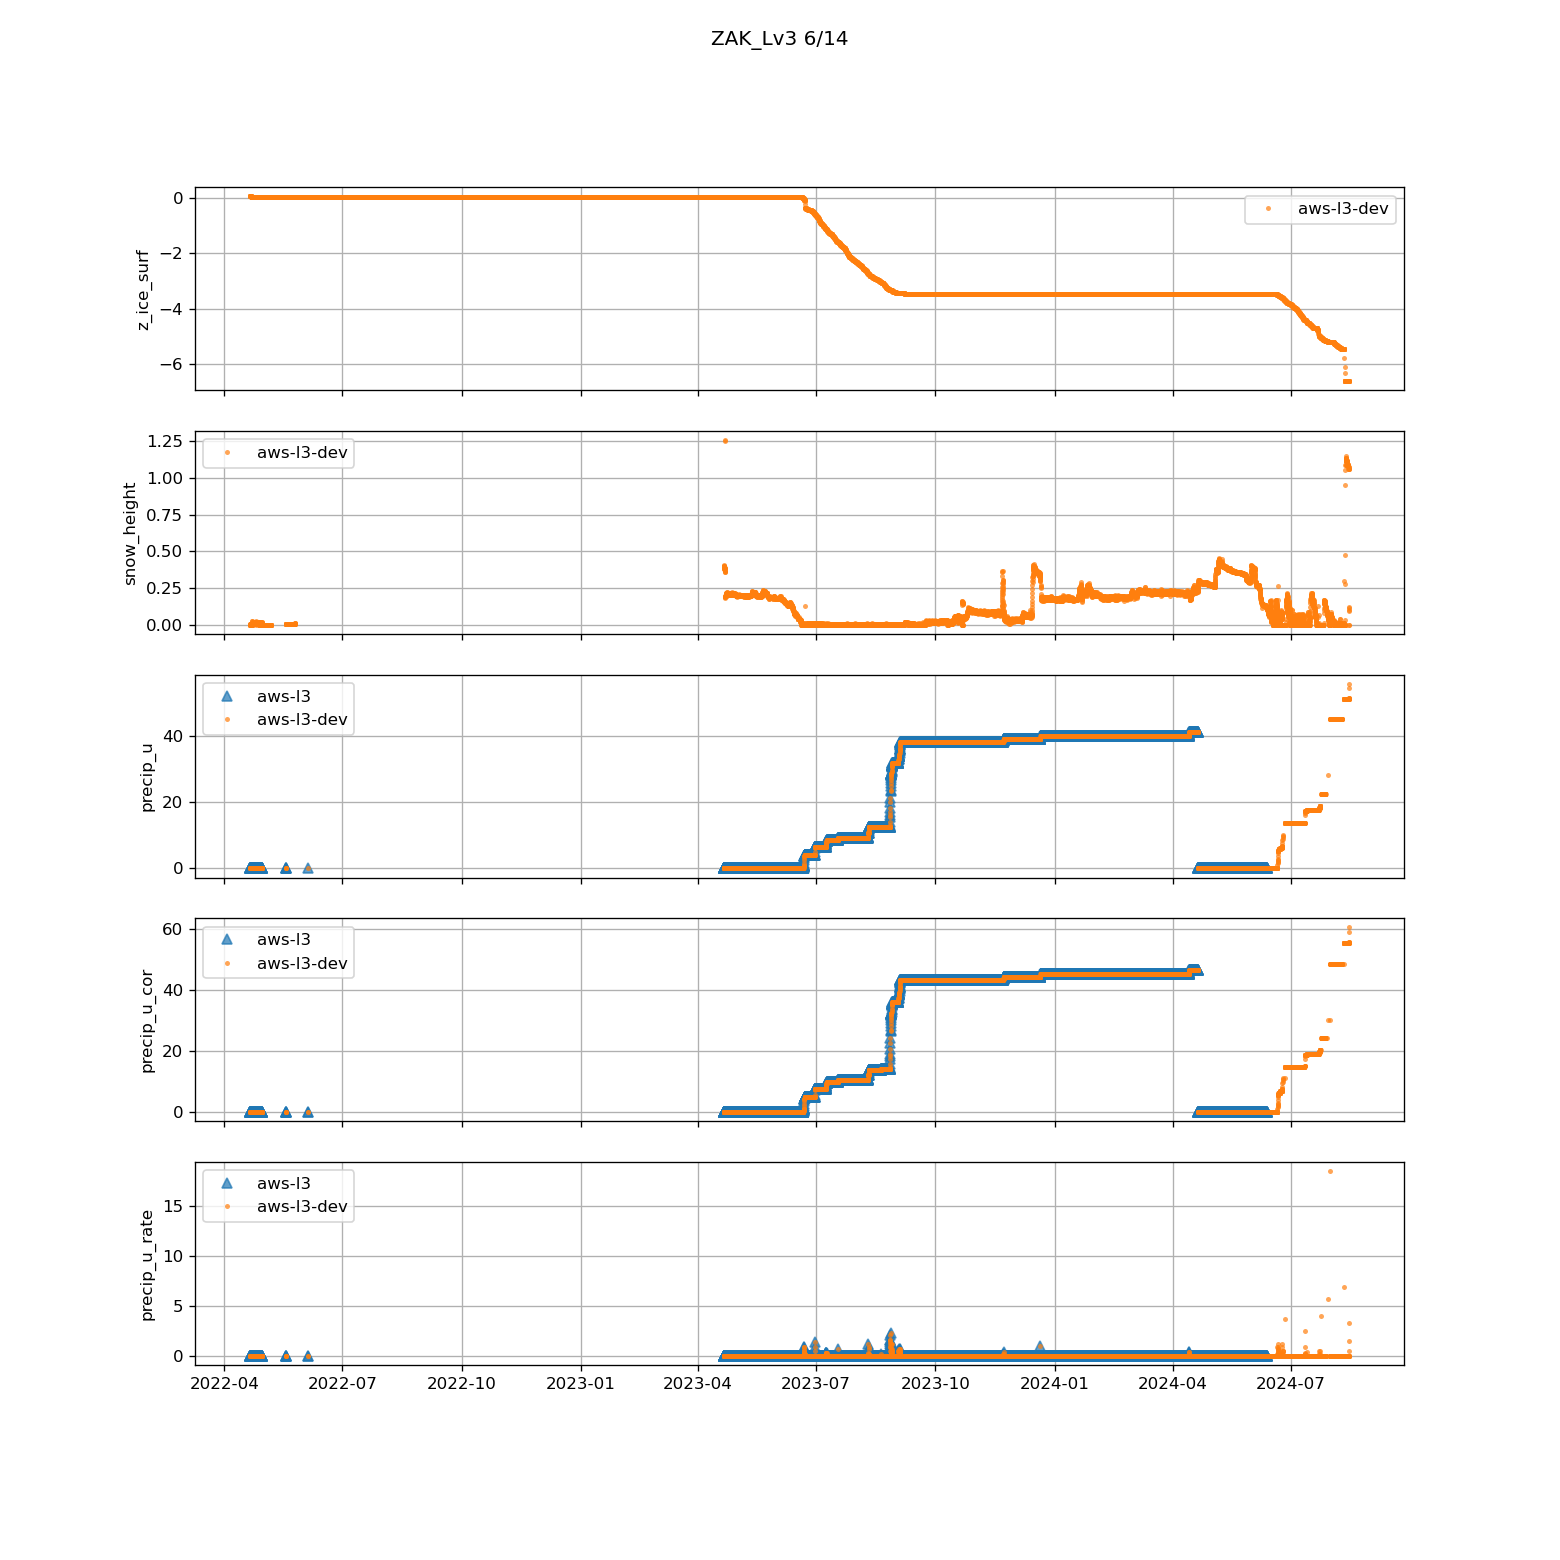 ZAK_Lv3 6/14
z_ice_surf
0
−2
−4
−6
aws-l3-dev
snow_height
1.25
1.00
0.75
0.50
0.25
0.00
aws-l3-dev
precip_u
40
20
0
aws-l3
aws-l3-dev
precip_u_cor
60
40
20
0
aws-l3
aws-l3-dev
precip_u_rate
15
10
5
0
aws-l3
aws-l3-dev
2022-04 2022-07 2022-10 2023-01 2023-04 2023-07 2023-10 2024-01 2024-04 2024-07